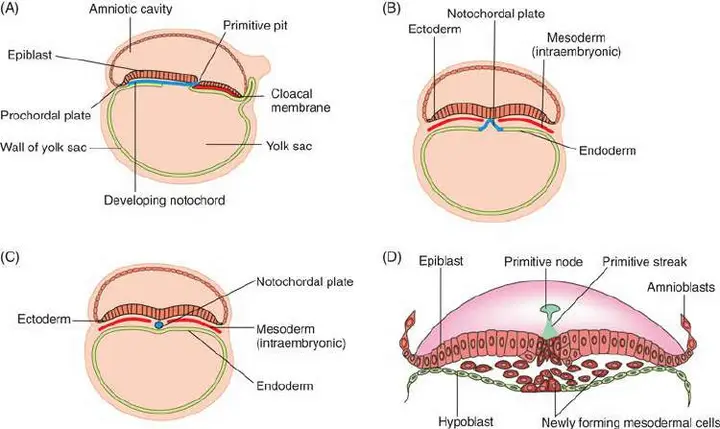 (A)
Amniotic cavity
Primitive pit
Epiblast
Cloacal
membrane
Prochordal plate
Wall of yolk sac
Yolk sac
Developing notochord
(B)
Notochordal plate
Ectoderm
Mesoderm
(intraembryonic)
Endoderm
(C)
Notochordal plate
Ectoderm
Mesoderm
(intraembryonic)
Endoderm
(D)
Epiblast
Primitive node
Primitive streak
Amnioblasts
Hypoblast
Newly forming mesodermal cells